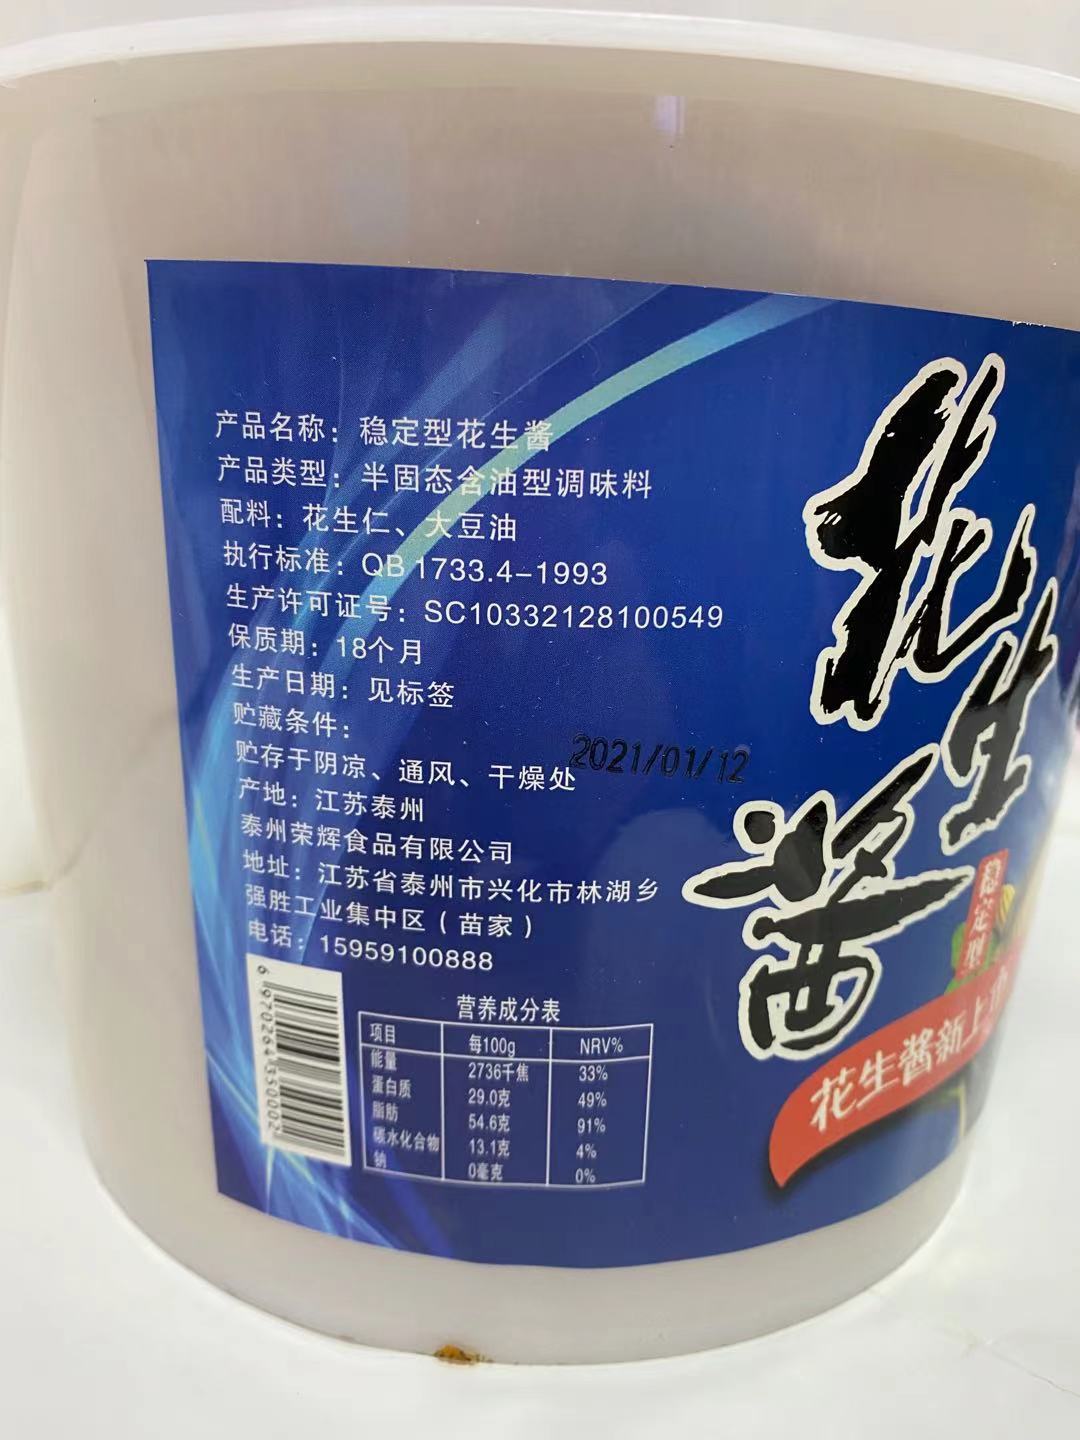 产品名称：稳定型花生酱
产品类型：半固态含油型调味料
配料：花生仁、大豆油
执行标准：QB 1733.4-1993
生产许可证号：SC10332128100549
保质期：18个月
生产日期：见标签
贮藏条件：
贮存于阴凉、通风、干燥处
2021/01/12
产地：江苏泰州
泰州荣辉食品有限公司
地址：江苏省泰州市兴化市林湖乡
强胜工业集中区（苗家）
电话：15959100888
6970264350002
营养成分表
项目 每100g NRV%
能量 2736千焦 33%
蛋白质 29.0克 49%
脂肪 54.6克 91%
碳水化合物 13.1克 4%
钠 0毫克 0%
花生酱
稳定型
花生酱新上市